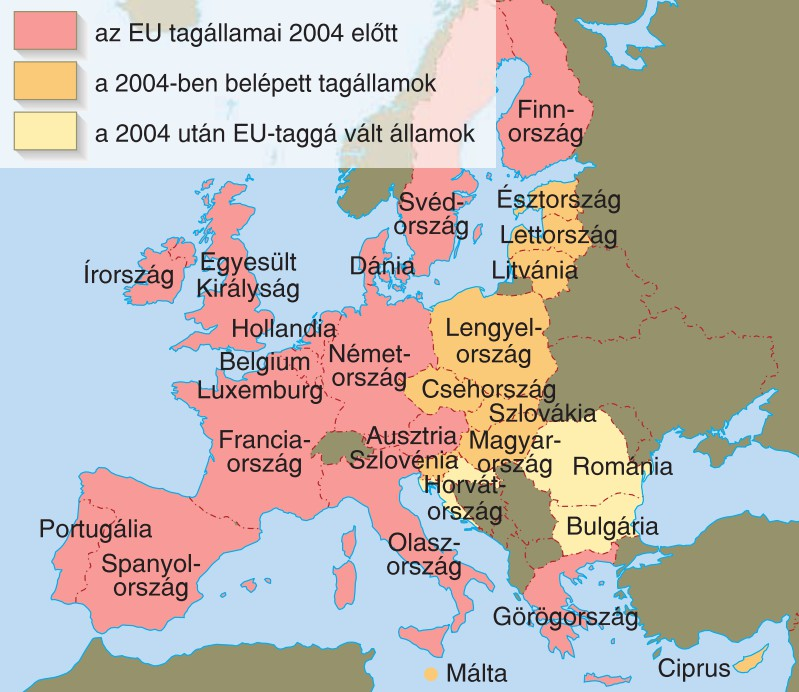 az EU tagállamai 2004 előtt
a 2004-ben belépett tagállamok
a 2004 után EU-taggá vált államok
Finn-
ország
Svéd-
ország
Észtország
Lettország
Litvánia
Dánia
Írország
Egyesült
Királyság
Hollandia
Belgium
Luxemburg
Német-
ország
Lengyel-
ország
Csehország
Szlovákia
Francia-
ország
Ausztria
Szlovénia
Magyar-
ország
Horvát-
ország
Románia
Bulgária
Portugália
Spanyol-
ország
Olasz-
ország
Görögország
Málta
Ciprus